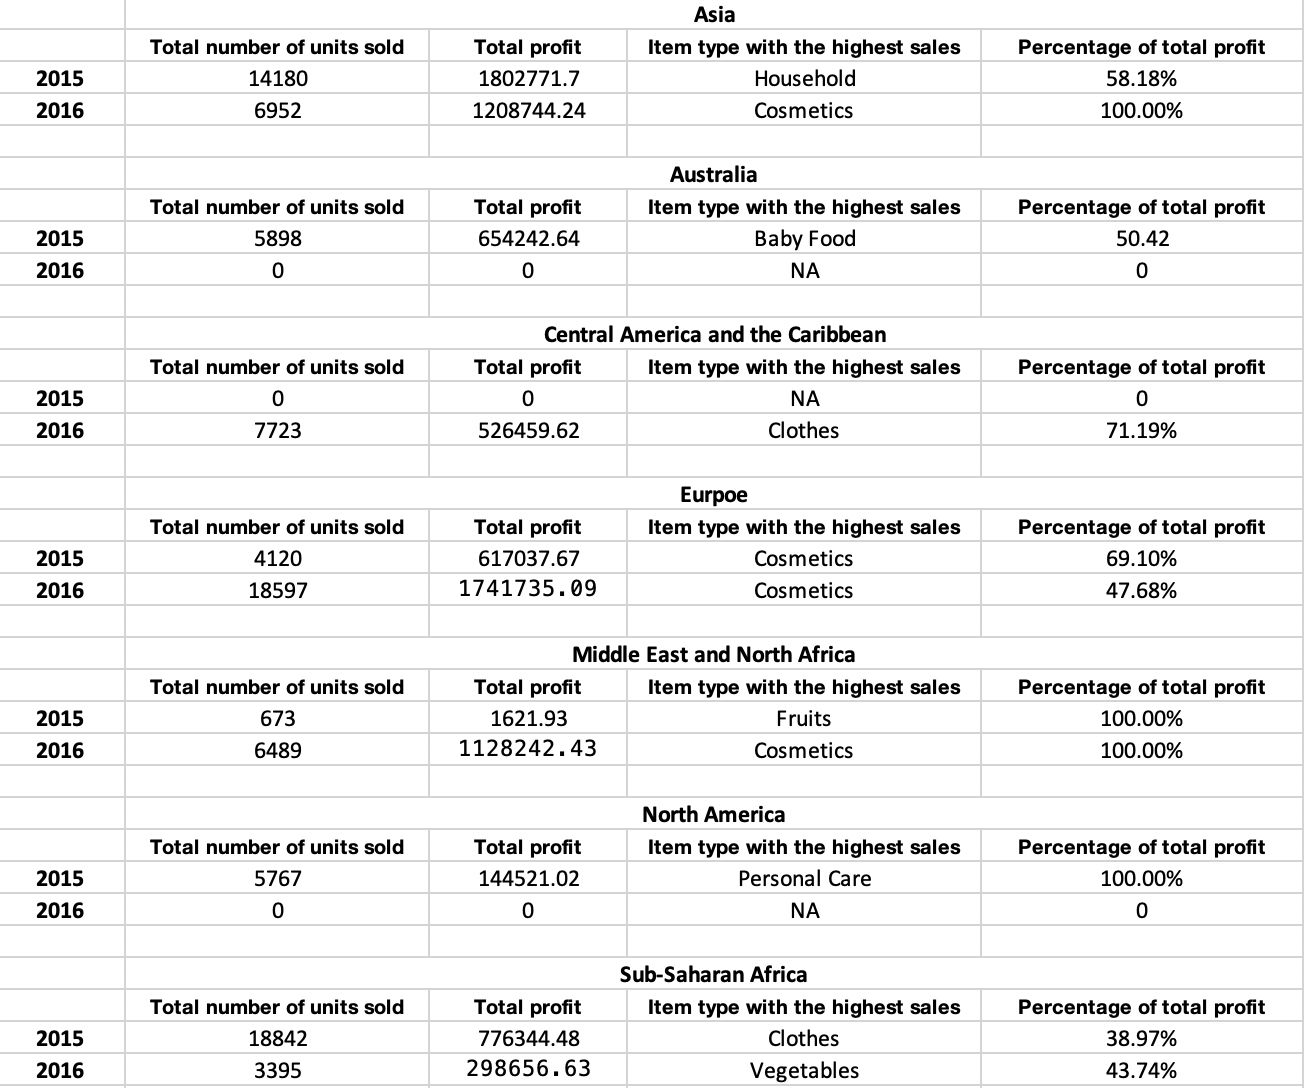 Asia
Total number of units sold Total profit Item type with the highest sales Percentage of total profit
2015 14180 1802771.7 Household 58.18%
2016 6952 1208744.24 Cosmetics 100.00%
Australia
Total number of units sold Total profit Item type with the highest sales Percentage of total profit
2015 5898 654242.64 Baby Food 50.42
2016 0 0 NA 0
Central America and the Caribbean
Total number of units sold Total profit Item type with the highest sales Percentage of total profit
2015 0 0 NA 0
2016 7723 526459.62 Clothes 71.19%
Eurpoe
Total number of units sold Total profit Item type with the highest sales Percentage of total profit
2015 4120 617037.67 Cosmetics 69.10%
2016 18597 1741735.09 Cosmetics 47.68%
Middle East and North Africa
Total number of units sold Total profit Item type with the highest sales Percentage of total profit
2015 673 1621.93 Fruits 100.00%
2016 6489 1128242.43 Cosmetics 100.00%
North America
Total number of units sold Total profit Item type with the highest sales Percentage of total profit
2015 5767 144521.02 Personal Care 100.00%
2016 0 0 NA 0
Sub-Saharan Africa
Total number of units sold Total profit Item type with the highest sales Percentage of total profit
2015 18842 776344.48 Clothes 38.97%
2016 3395 298656.63 Vegetables 43.74%